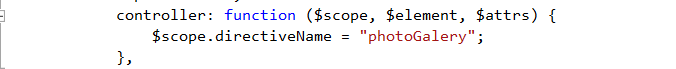 controller: function ($scope, $element, $attrs) {
$scope.directiveName = "photoGalery";
},